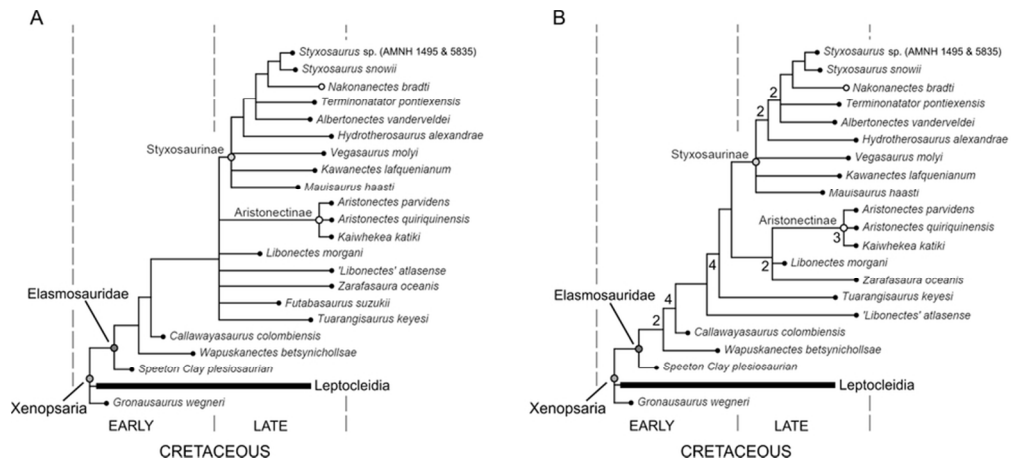 A
Styxosaurus sp. (AMNH 1495 & 5835)
Styxosaurus snowii
Nakonanectes bradti
Terminonatator pontiexensis
Albertonectes vanderveldei
Hydrotherosaurus alexandrae
Styxosaurinae
Vegasaurus molyi
Kawanectes lafquenianum
Mauisaurus haasti
Aristonectes parvidens
Aristonectinae
Aristonectes quiriquinensis
Kaiwhekea katiki
Libonectes morgani
'Libonectes' atlasense
Zarafasaura oceanis
Elasmosauridae
Futabasaurus suzukii
Tuarangisaurus keyesi
Callawayasaurus colombiensis
Wapuskanectes betsynichollsae
Speeton Clay plesiosaurian
Leptocleidia
Xenopsaria
Gronausaurus wegneri
EARLY LATE
CRETACEOUS
B
Styxosaurus sp. (AMNH 1495 & 5835)
Styxosaurus snowii
Nakonanectes bradti
2
Terminonatator pontiexensis
2
Albertonectes vanderveldei
Hydrotherosaurus alexandrae
Styxosaurinae
Vegasaurus molyi
Kawanectes lafquenianum
Mauisaurus haasti
Aristonectes parvidens
Aristonectinae
Aristonectes quiriquinensis
3
Kaiwhekea katiki
4
2
Libonectes morgani
Zarafasaura oceanis
Elasmosauridae
4
Tuarangisaurus keyesi
'Libonectes' atlasense
2
Callawayasaurus colombiensis
Wapuskanectes betsynichollsae
Speeton Clay plesiosaurian
Leptocleidia
Xenopsaria
Gronausaurus wegneri
EARLY LATE
CRETACEOUS